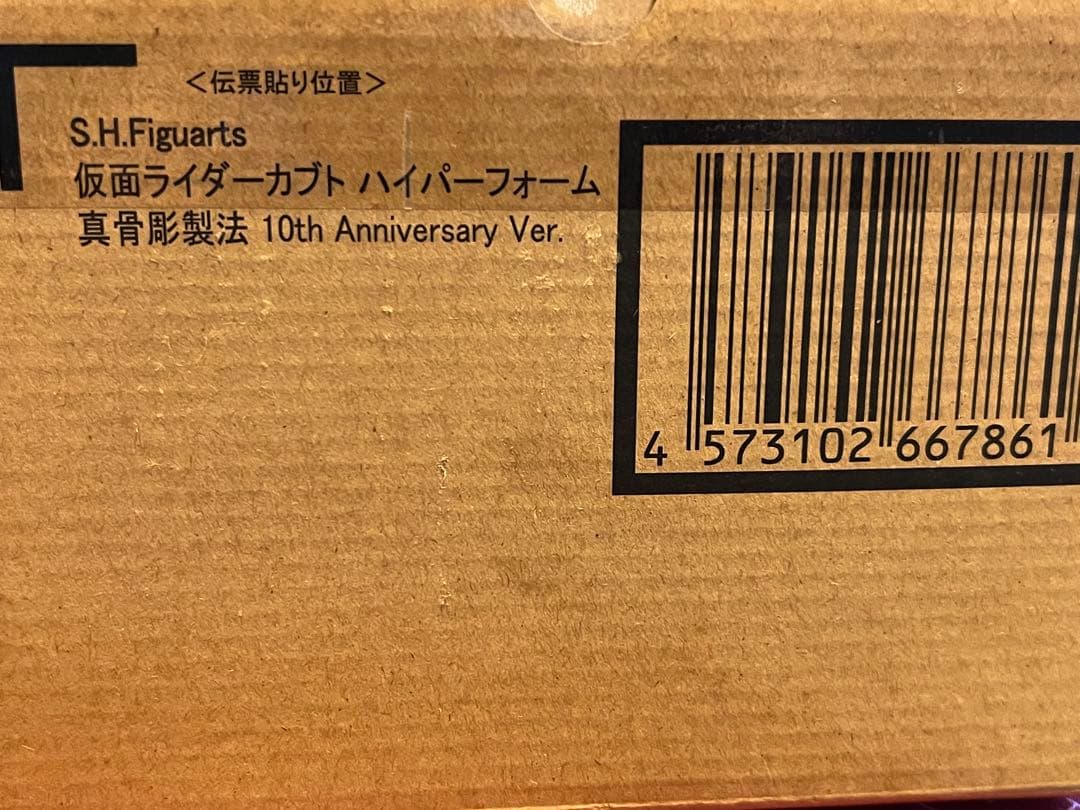 ＜伝票貼り位置＞
S.H.Figuarts
仮面ライダーカブト ハイパーフォーム
真骨彫製法 10th Anniversary Ver.
4 573102 667861